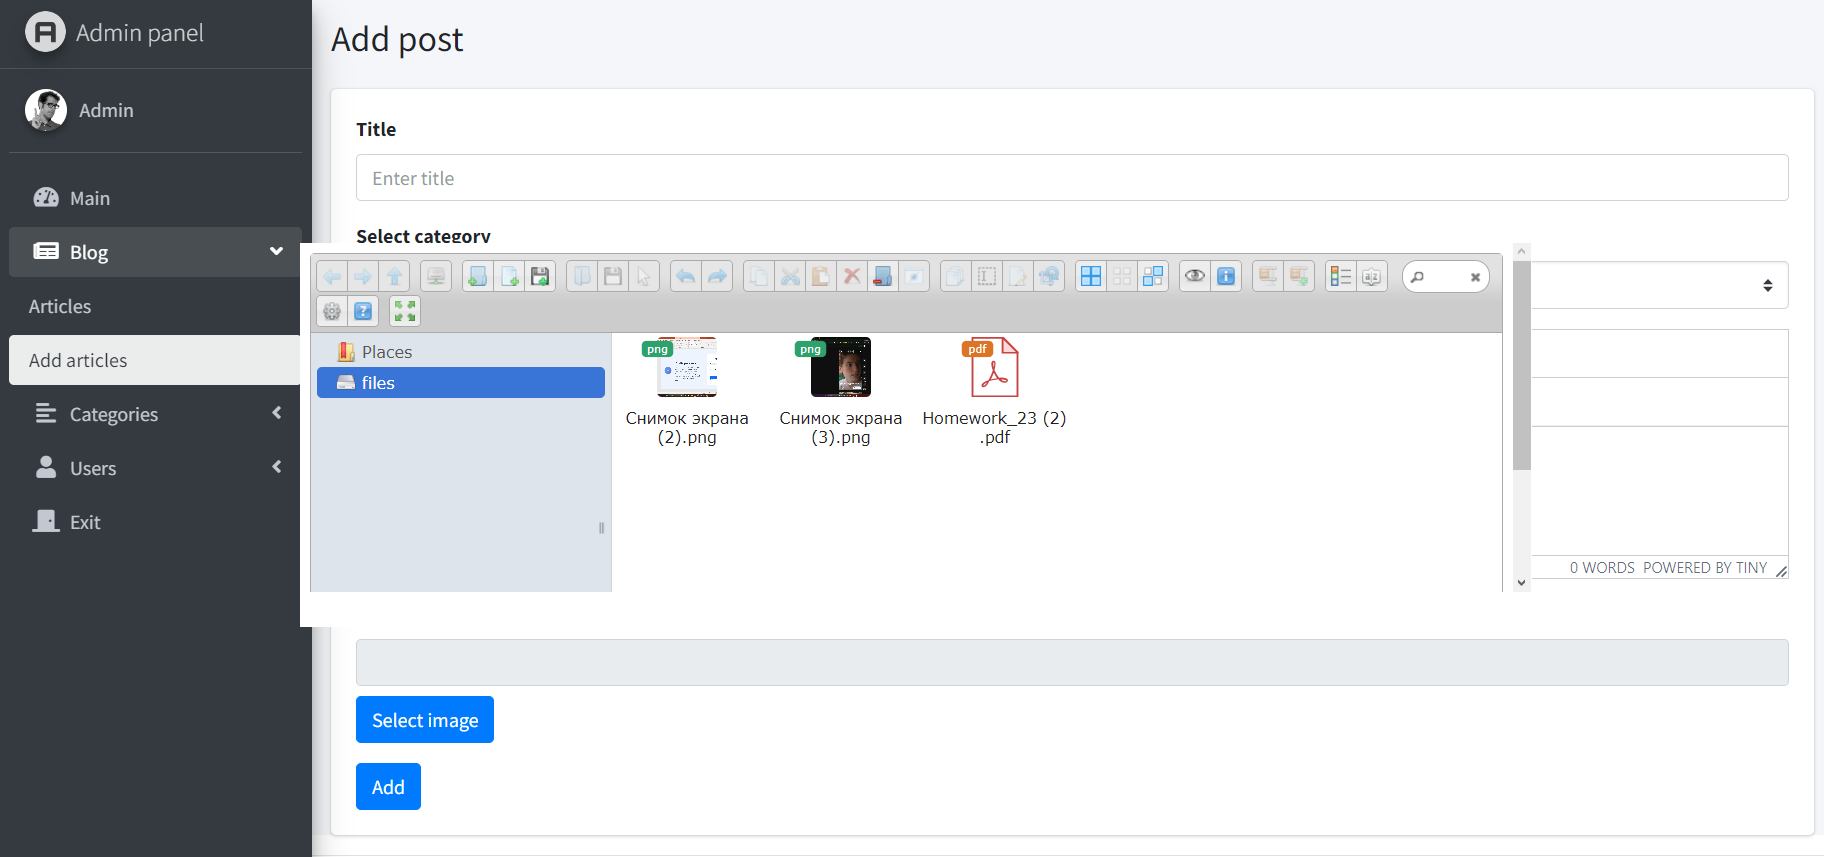 Admin panel
Admin
Main
Blog
Articles
Add articles
Categories
Users
Exit
Add post
Title
Enter title
Select category
Places
files
png
Снимок экрана
(2).png
png
Снимок экрана
(3).png
pdf
Homework_23 (2)
.pdf
0 WORDS POWERED BY TINY
Select image
Add